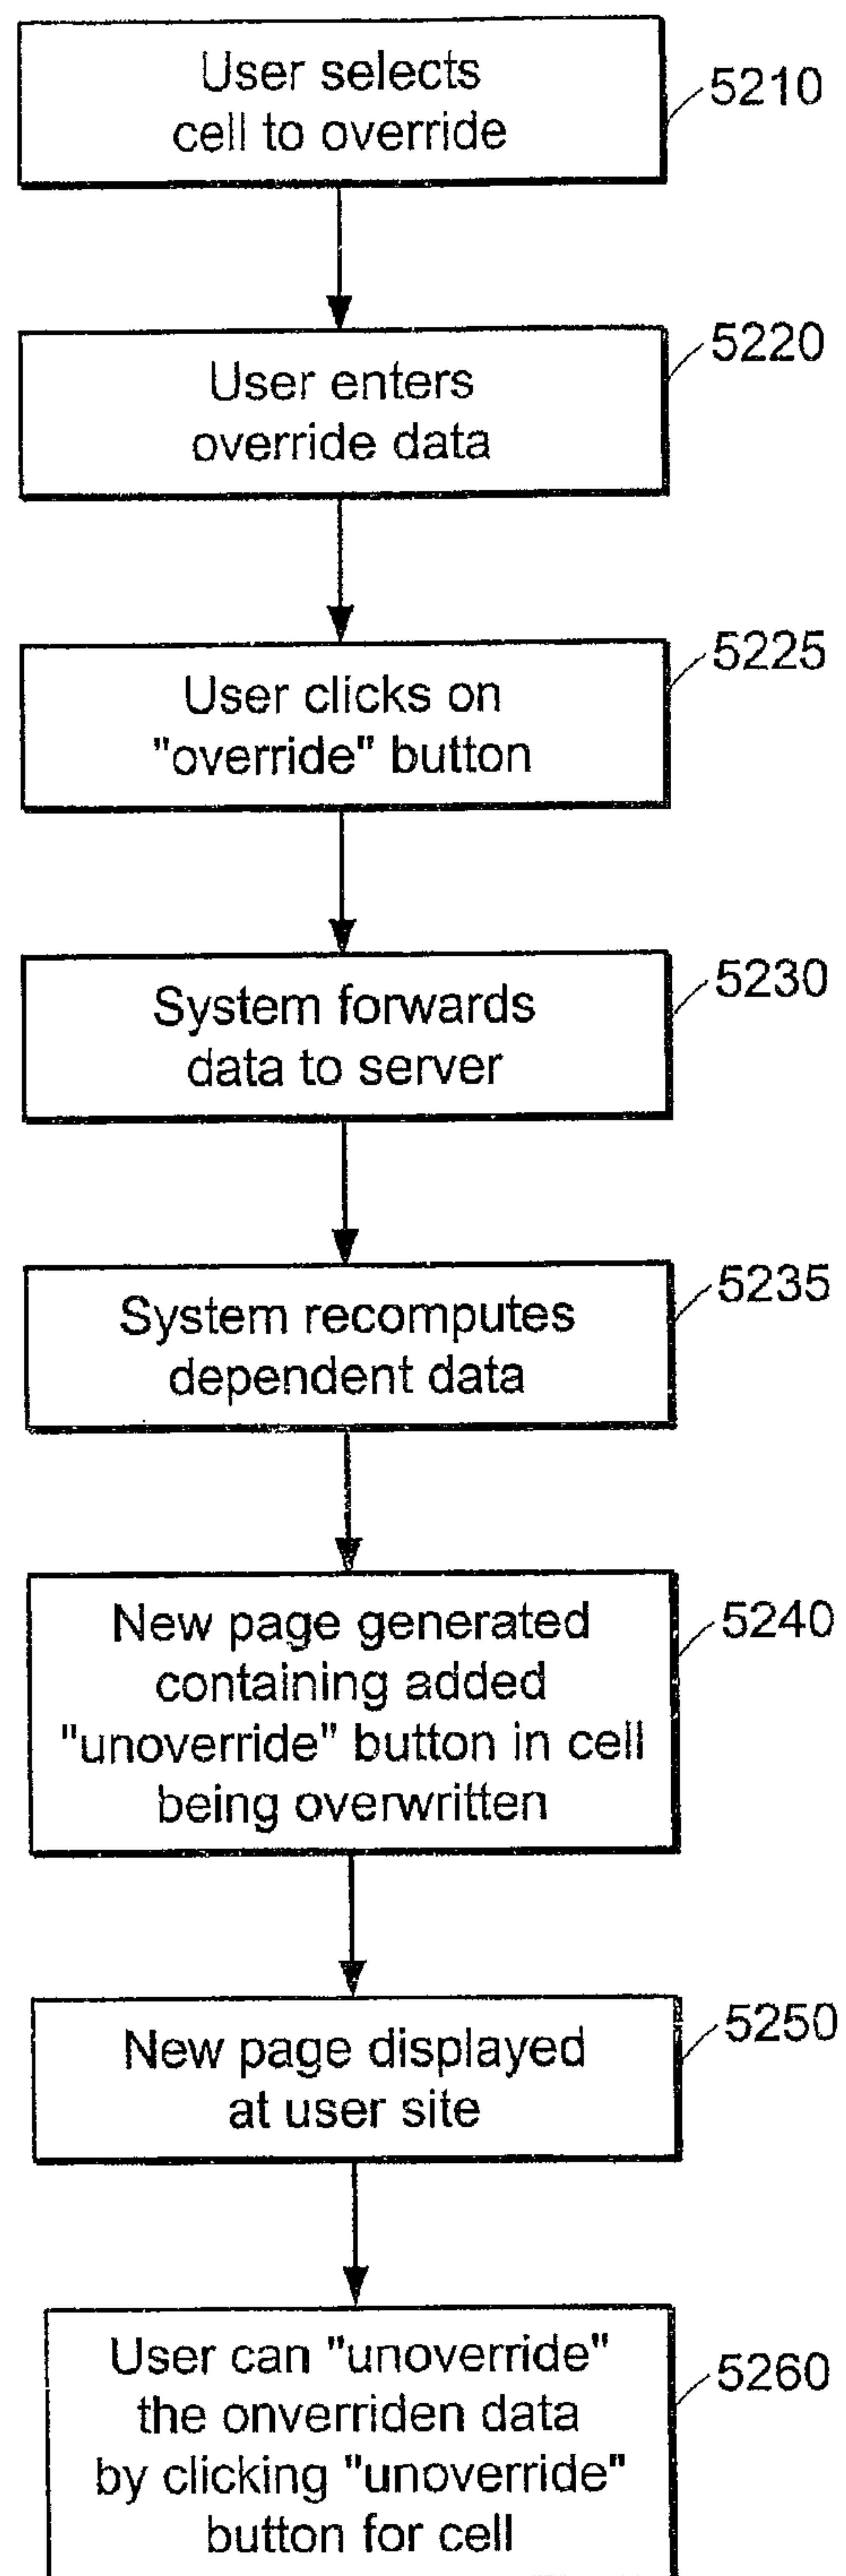 User selects
cell to override
5210
User enters
override data
5220
User clicks on
"override" button
5225
System forwards
data to server
5230
System recomputes
dependent data
5235
New page generated
containing added
"unoverride" button in cell
being overwritten
5240
New page displayed
at user site
5250
User can "unoverride"
the onverriden data
by clicking "unoverride"
button for cell
5260